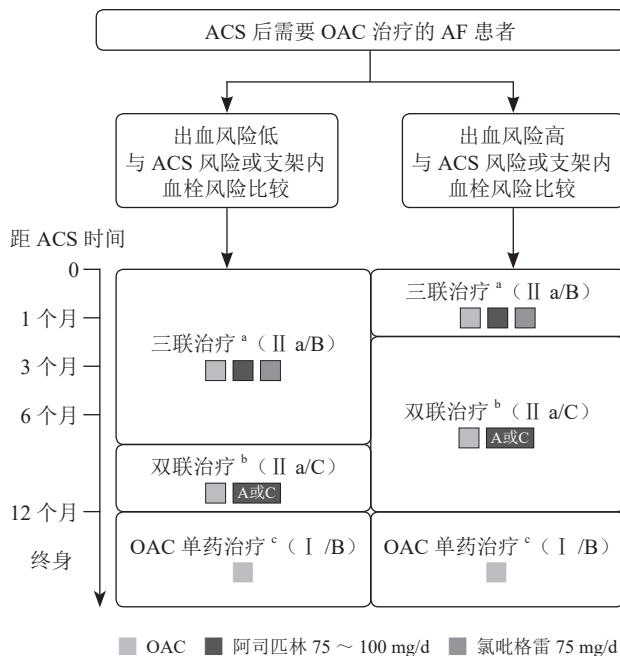 ACS 后需要 OAC 治疗的 AF 患者
出血风险低
与 ACS 风险或支架内
血栓风险比较
出血风险高
与 ACS 风险或支架内
血栓风险比较
距 ACS 时间
0
1 个月
3 个月
6 个月
12 个月
终身
三联治疗 a（Ⅱ a/B）
双联治疗 b（Ⅱ a/C）
A或C
OAC 单药治疗 c（Ⅰ /B）
三联治疗 a（Ⅱ a/B）
双联治疗 b（Ⅱ a/C）
A或C
OAC 单药治疗 c（Ⅰ /B）
OAC 阿司匹林 75 ～ 100 mg/d 氯吡格雷 75 mg/d